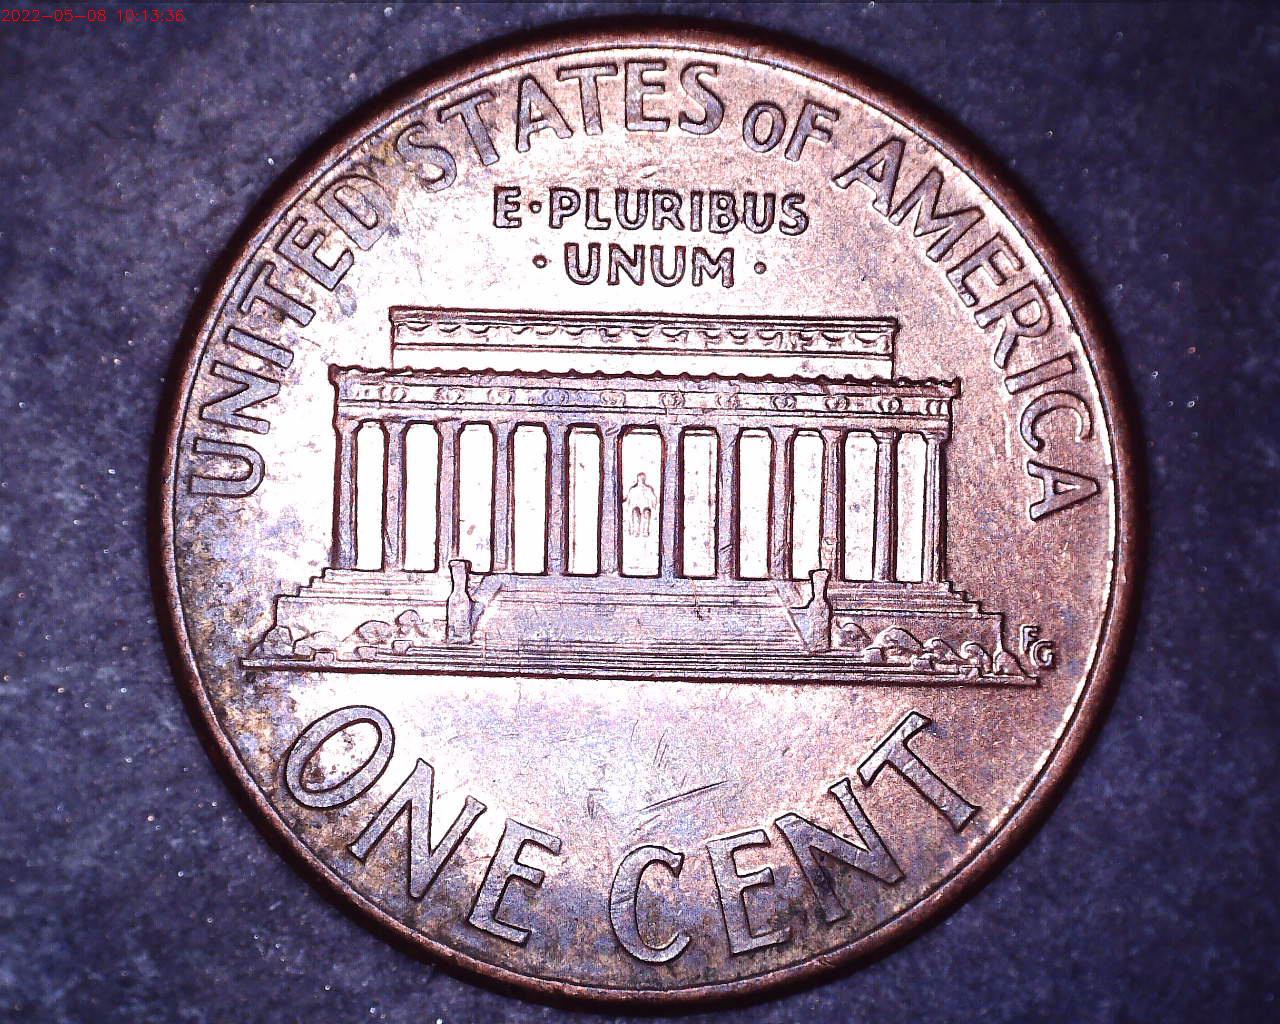 2022-05-08 10:13:36
UNITED STATES OF AMERICA
E·PLURIBUS
·UNUM·
FG
ONE CENT